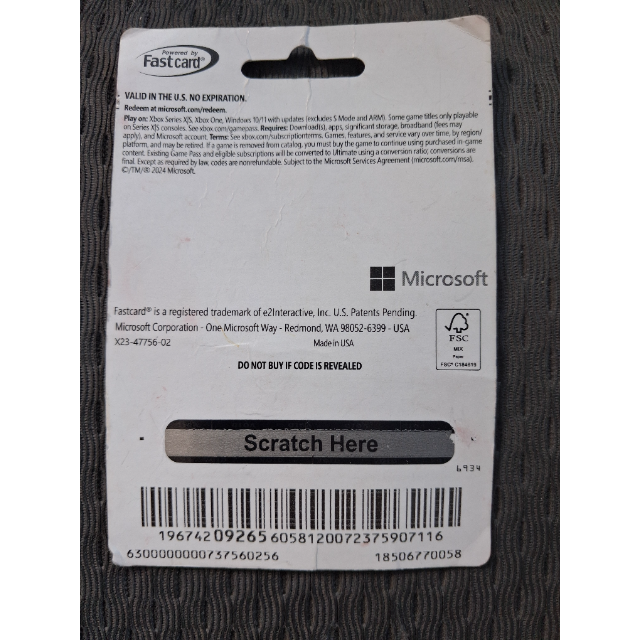 Powered by
Fastcard®
VALID IN THE U.S. NO EXPIRATION.
Redeem at microsoft.com/redeem.
Play on: Xbox Series X|S, Xbox One, Windows 10/11 with updates (excludes S Mode and ARM). Some game titles only playable
on Series X|S consoles. See xbox.com/gamepass. Requires: Download(s), apps, significant storage, broadband (fees may
apply), and Microsoft account. Terms: See xbox.com/subscriptionterms. Games, features, and service vary over time, by region/
platform, and may be retired. If a game is removed from catalog, you must buy the game to continue using purchased in-game
content. Existing Game Pass and eligible subscriptions will be converted to Ultimate using a conversion ratio; conversions are
final. Except as required by law, codes are nonrefundable. Subject to the Microsoft Services Agreement (microsoft.com/msa).
©/TM/® 2024 Microsoft.
Microsoft
Fastcard® is a registered trademark of e2Interactive, Inc. U.S. Patents Pending.
Microsoft Corporation - One Microsoft Way - Redmond, WA 98052-6399 - USA
X23-47756-02 Made in USA
FSC
MIX
From
FSC® C184519
DO NOT BUY IF CODE IS REVEALED
Scratch Here
6934
196742092656058120072375907116
6300000000737560256 18506770058